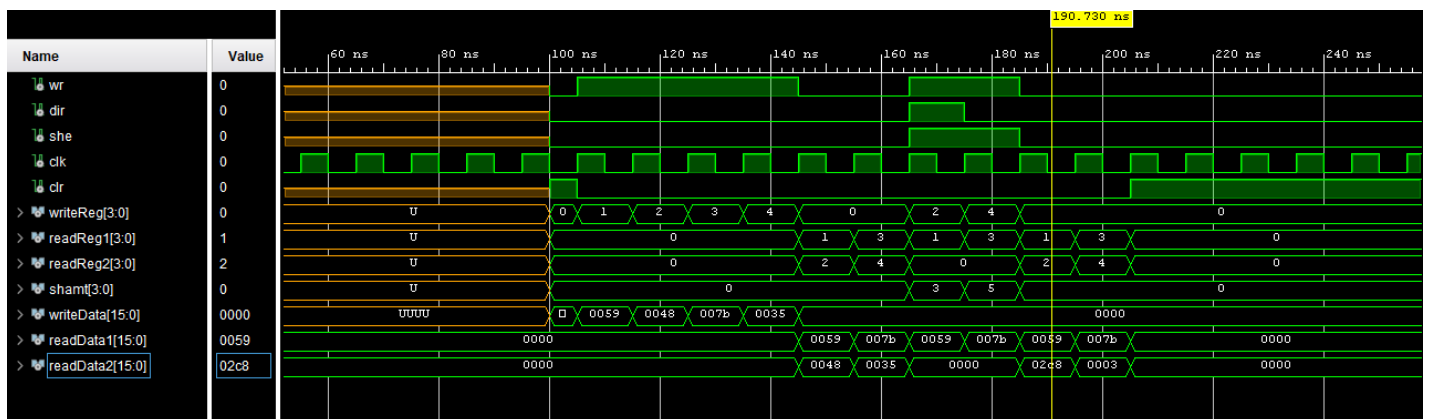 190.730 ns
Name Value 60 ns 80 ns 100 ns 120 ns 140 ns 160 ns 180 ns 200 ns 220 ns 240 ns
wr 0
dir 0
she 0
clk 0
clr 0
writeReg[3:0] 0 U 0 1 2 3 4 0 2 4 0
readReg1[3:0] 1 U 0 1 3 1 3 1 3 0
readReg2[3:0] 2 U 0 2 4 0 2 4 0
shamt[3:0] 0 U 0 3 5 0
writeData[15:0] 0000 UUUU 0059 0048 007b 0035 0000
readData1[15:0] 0059 0000 0059 007b 0059 007b 0059 007b 0000
readData2[15:0] 02c8 0000 0048 0035 0000 02c8 0003 0000